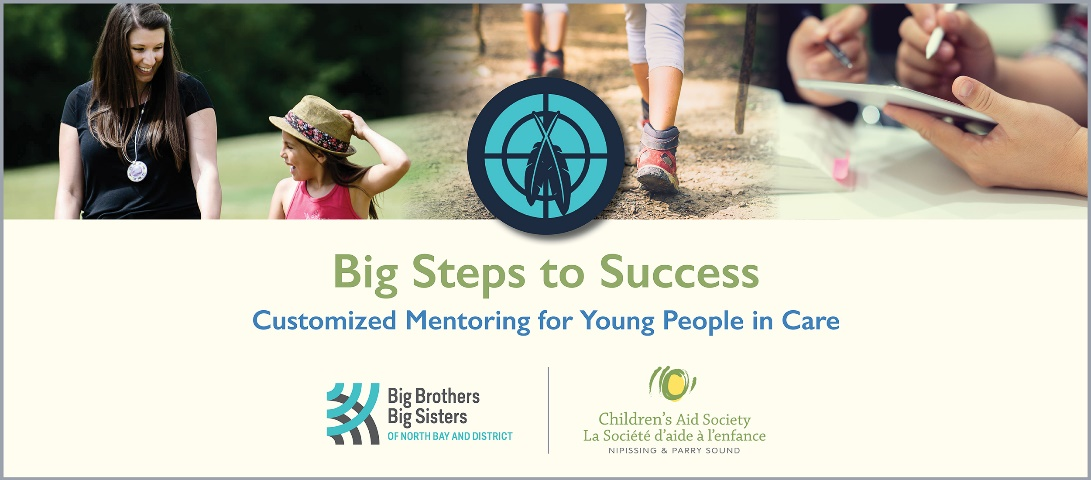 Big Steps to Success
Customized Mentoring for Young People in Care
Big Brothers
Big Sisters
OF NORTH BAY AND DISTRICT
Children's Aid Society
La Société d'aide à l'enfance
NIPISSING & PARRY SOUND